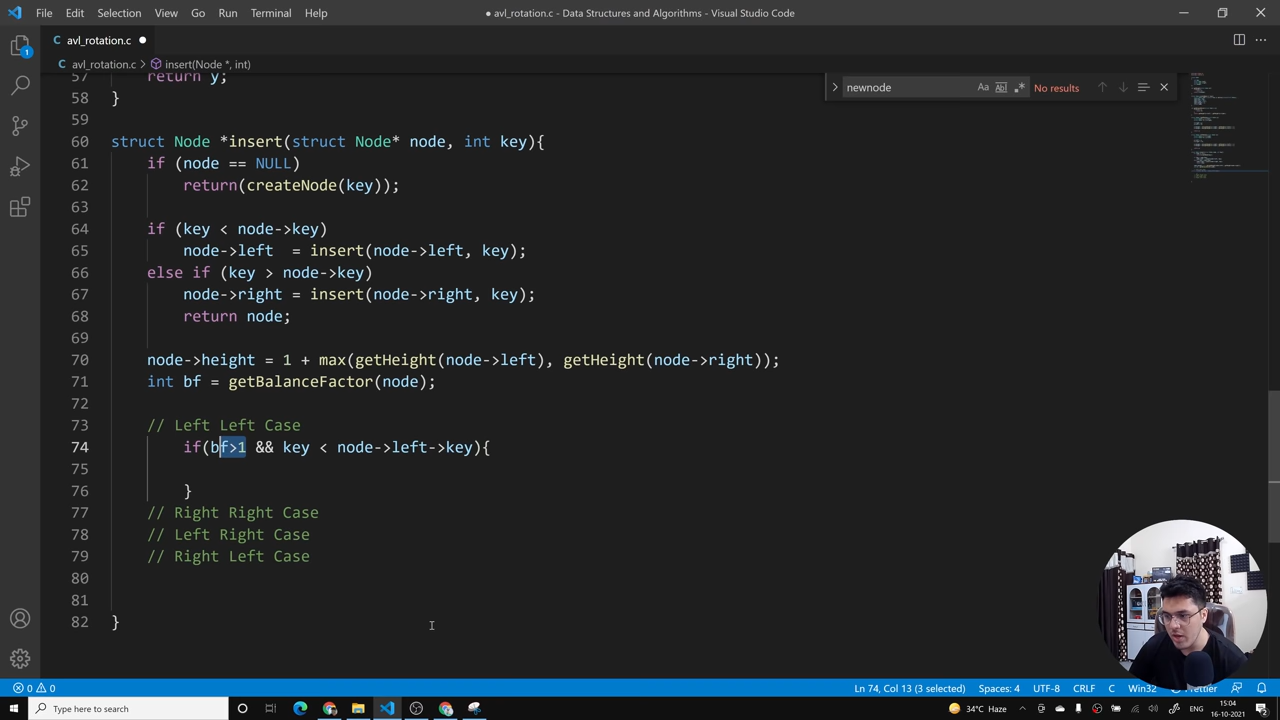 File Edit Selection View Go Run Terminal Help
● avl_rotation.c - Data Structures and Algorithms - Visual Studio Code
C avl_rotation.c ●
C avl_rotation.c > insert(Node *, int)
newnode Aa ab .* No results
57 return y;
58 }
59
60 struct Node *insert(struct Node* node, int key){
61 if (node == NULL)
62 return(createNode(key));
63
64 if (key < node->key)
65 node->left  = insert(node->left, key);
66 else if (key > node->key)
67 node->right = insert(node->right, key);
68 return node;
69
70 node->height = 1 + max(getHeight(node->left), getHeight(node->right));
71 int bf = getBalanceFactor(node);
72
73 // Left Left Case
74 if(bf>1 && key < node->left->key){
75
76 }
77 // Right Right Case
78 // Left Right Case
79 // Right Left Case
80
81
82 }
1
0 0 Ln 74, Col 13 (3 selected) Spaces: 4 UTF-8 CRLF C Win32 Prettier
Type here to search
34°C Haze ENG 15:04
16-10-2021 2